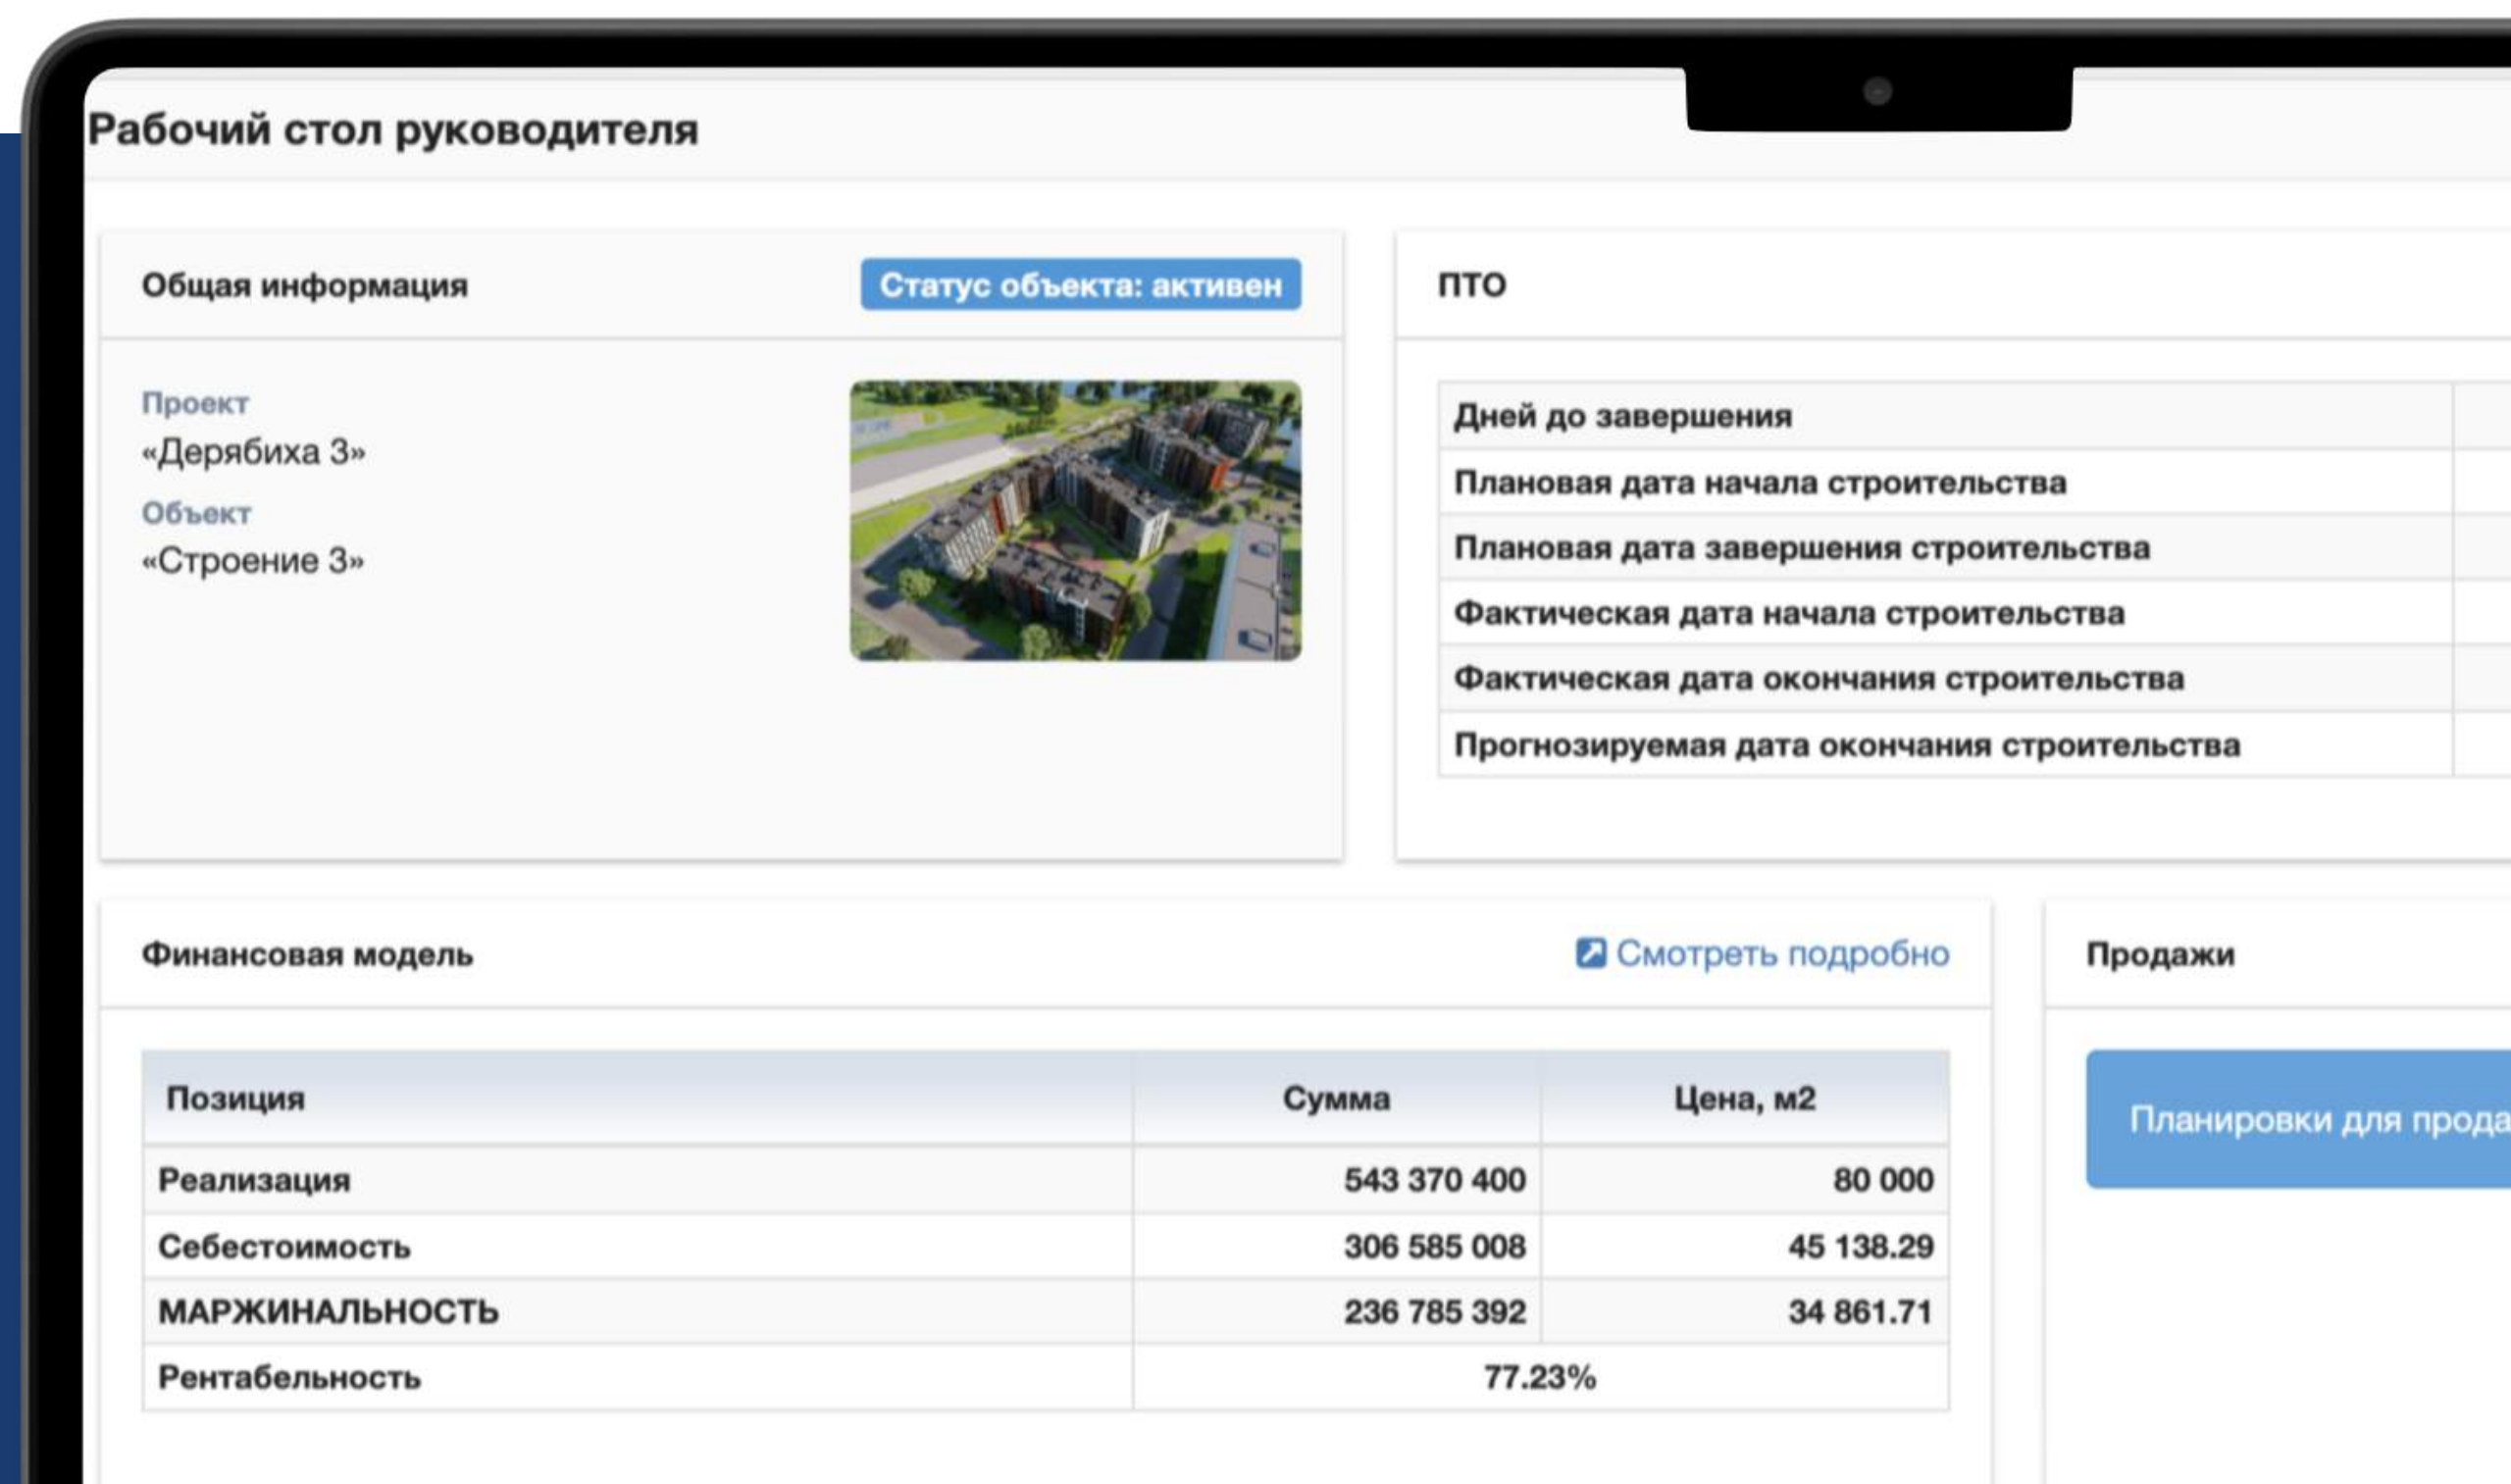 Рабочий стол руководителя
Общая информация
Статус объекта: активен
Проект
«Дерябиха 3»
Объект
«Строение 3»
ПТО
Дней до завершения
Плановая дата начала строительства
Плановая дата завершения строительства
Фактическая дата начала строительства
Фактическая дата окончания строительства
Прогнозируемая дата окончания строительства
Финансовая модель
Смотреть подробно
Позиция Сумма Цена, м2
Реализация 543 370 400 80 000
Себестоимость 306 585 008 45 138.29
МАРЖИНАЛЬНОСТЬ 236 785 392 34 861.71
Рентабельность 77.23%
Продажи
Планировки для прода